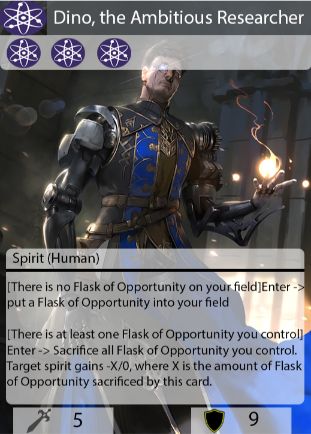 Dino, the Ambitious Researcher
Spirit (Human)
[There is no Flask of Opportunity on your field]Enter ->
put a Flask of Opportunity into your field
[There is at least one Flask of Opportunity you control]
Enter -> Sacrifice all Flask of Opportunity you control.
Target spirit gains -X/0, where X is the amount of Flask
of Opportunity sacrificed by this card.
5
9